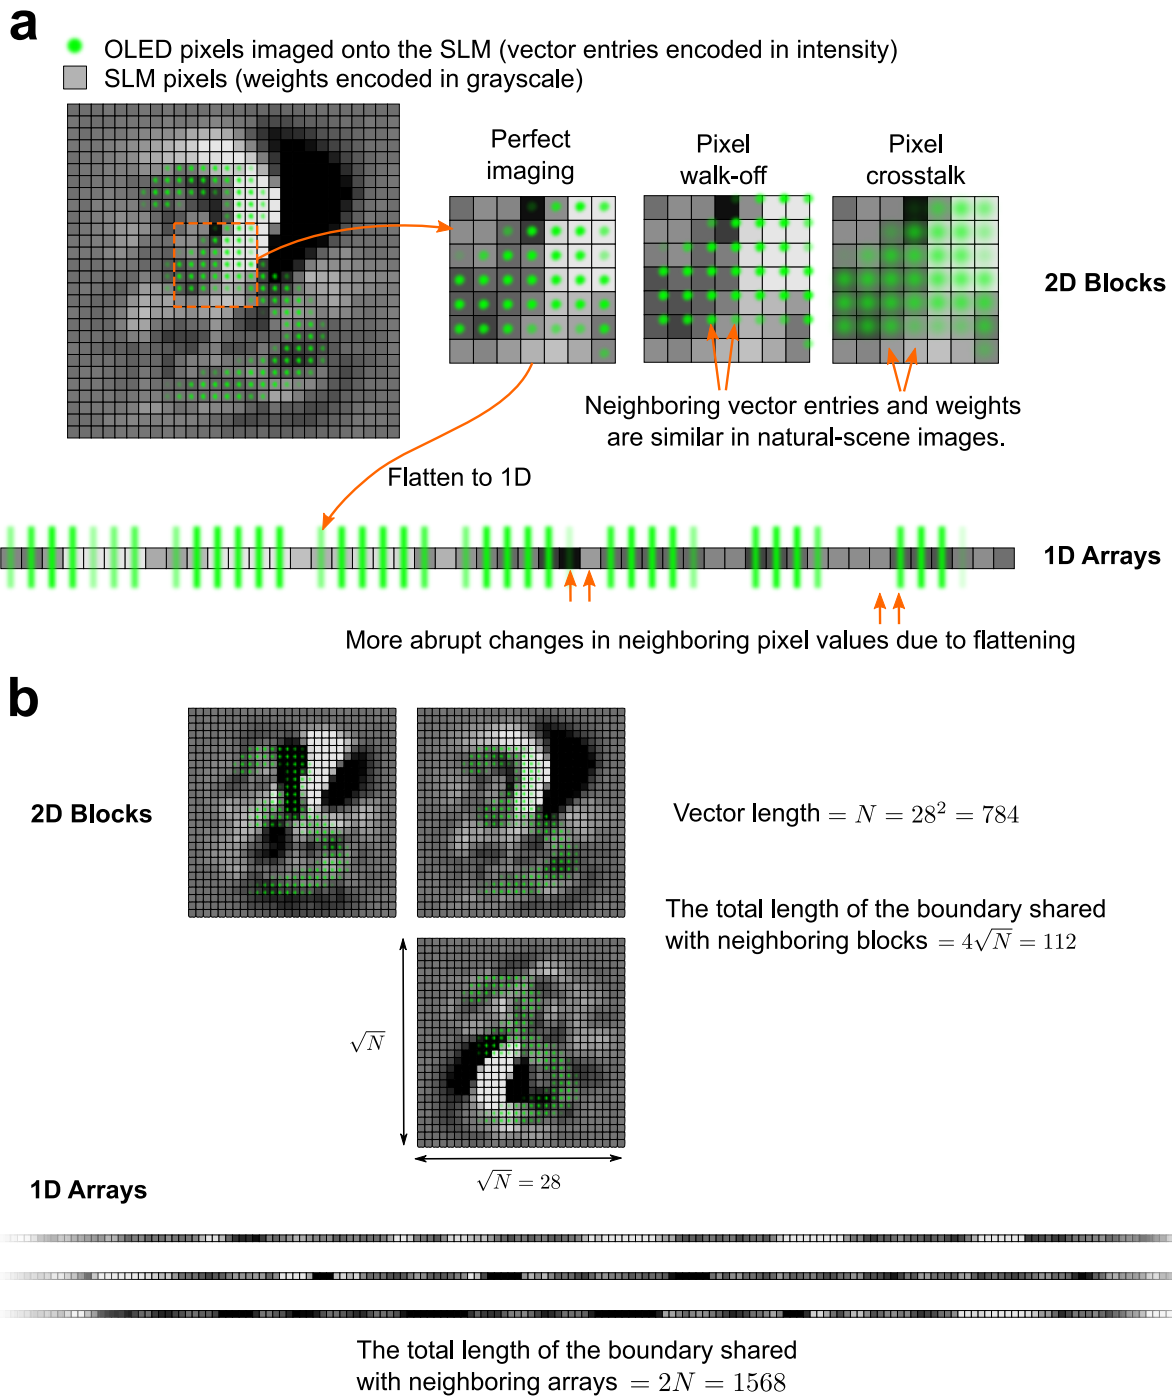 a
OLED pixels imaged onto the SLM (vector entries encoded in intensity)
SLM pixels (weights encoded in grayscale)
Perfect
imaging
Pixel
walk-off
Pixel
crosstalk
2D Blocks
Neighboring vector entries and weights
are similar in natural-scene images.
Flatten to 1D
1D Arrays
More abrupt changes in neighboring pixel values due to flattening
b
2D Blocks
Vector length = N = 28² = 784
The total length of the boundary shared
with neighboring blocks = 4√N = 112
√N
√N = 28
1D Arrays
The total length of the boundary shared
with neighboring arrays = 2N = 1568